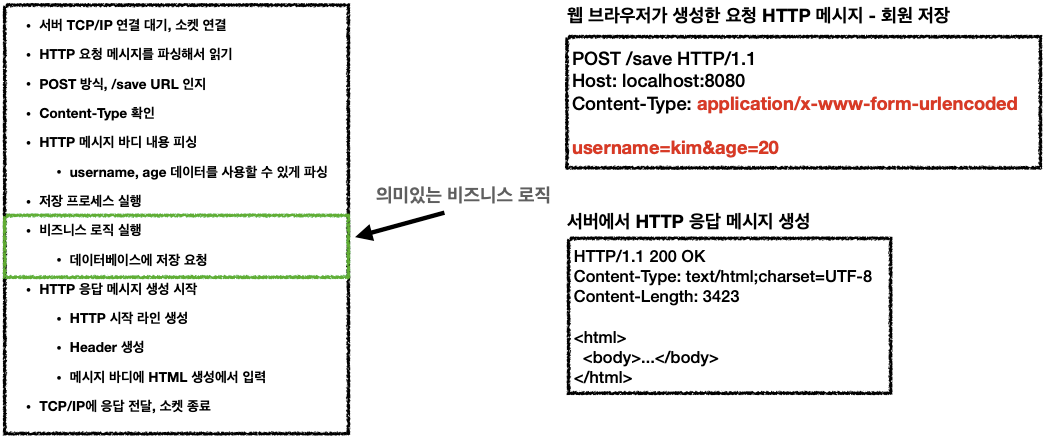 • 서버 TCP/IP 연결 대기, 소켓 연결
• HTTP 요청 메시지를 파싱해서 읽기
• POST 방식, /save URL 인지
• Content-Type 확인
• HTTP 메시지 바디 내용 피싱
• username, age 데이터를 사용할 수 있게 파싱
• 저장 프로세스 실행
• 비즈니스 로직 실행
• 데이터베이스에 저장 요청
• HTTP 응답 메시지 생성 시작
• HTTP 시작 라인 생성
• Header 생성
• 메시지 바디에 HTML 생성에서 입력
• TCP/IP에 응답 전달, 소켓 종료
의미있는 비즈니스 로직
웹 브라우저가 생성한 요청 HTTP 메시지 - 회원 저장
POST /save HTTP/1.1
Host: localhost:8080
Content-Type: application/x-www-form-urlencoded
username=kim&age=20
서버에서 HTTP 응답 메시지 생성
HTTP/1.1 200 OK
Content-Type: text/html;charset=UTF-8
Content-Length: 3423
<html>
<body>...</body>
</html>